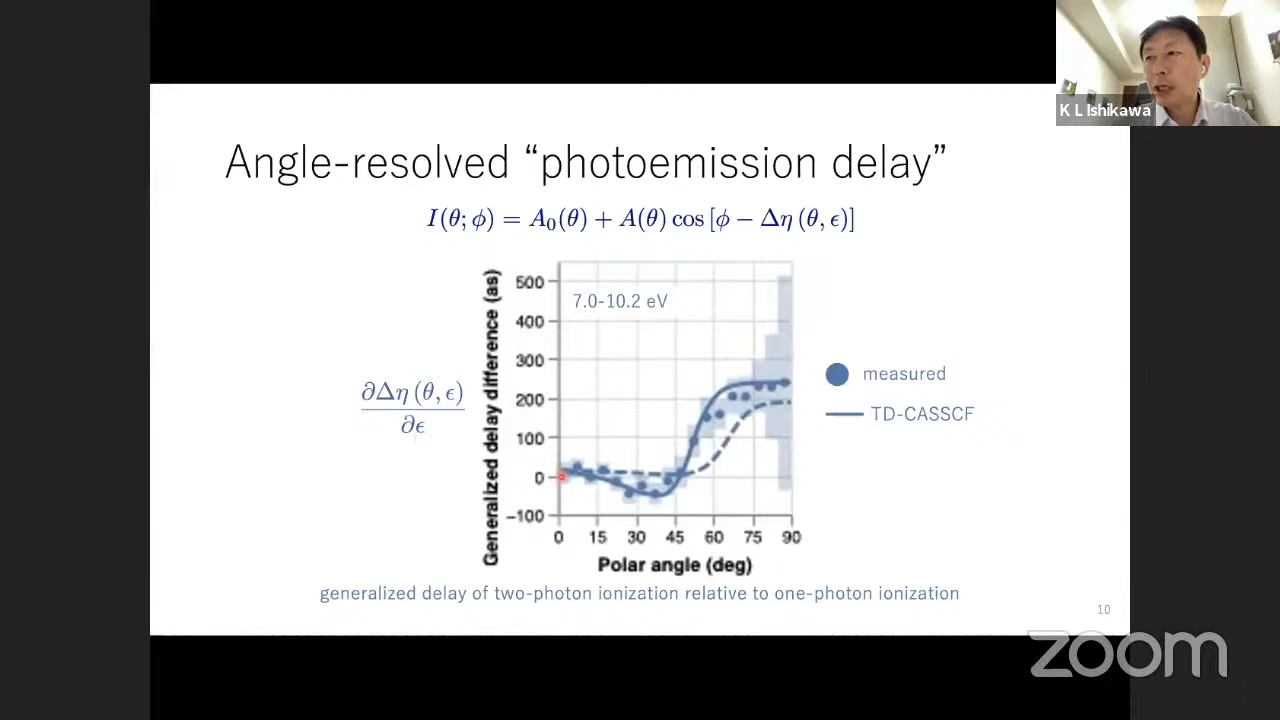 K L Ishikawa
Angle-resolved “photoemission delay”
I(θ; ϕ) = A₀(θ) + A(θ) cos [ϕ − Δη (θ, ϵ)]
∂Δη (θ, ϵ)
∂ϵ
Generalized delay difference (as)
500
400
300
200
100
0
−100
7.0-10.2 eV
0 15 30 45 60 75 90
Polar angle (deg)
measured
TD-CASSCF
generalized delay of two-photon ionization relative to one-photon ionization
10
zoom